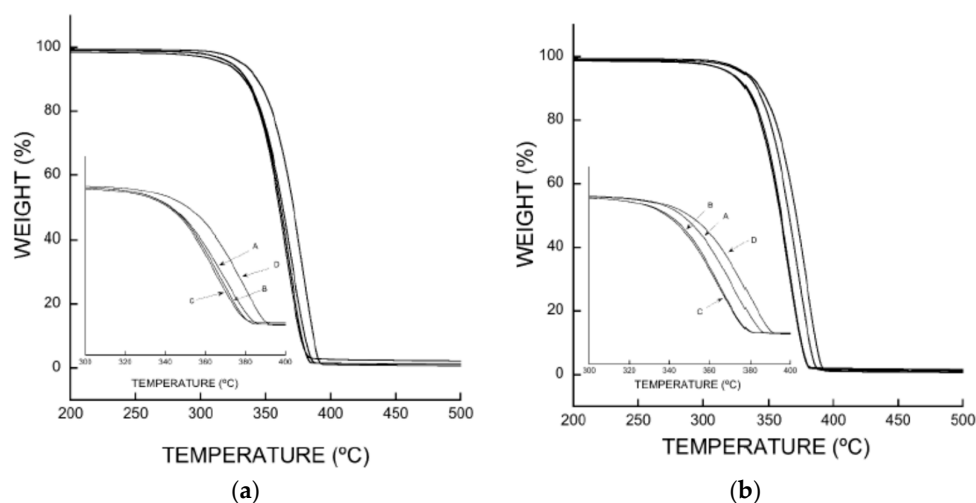 100
80
60
40
20
0
WEIGHT (%)
A
D
B
C
300 320 340 360 380 400
TEMPERATURE (ºC)
200 250 300 350 400 450 500
TEMPERATURE (ºC)
(a)
100
80
60
40
20
0
WEIGHT (%)
B
A
D
C
300 320 340 360 380 400
TEMPERATURE (ºC)
200 250 300 350 400 450 500
TEMPERATURE (ºC)
(b)